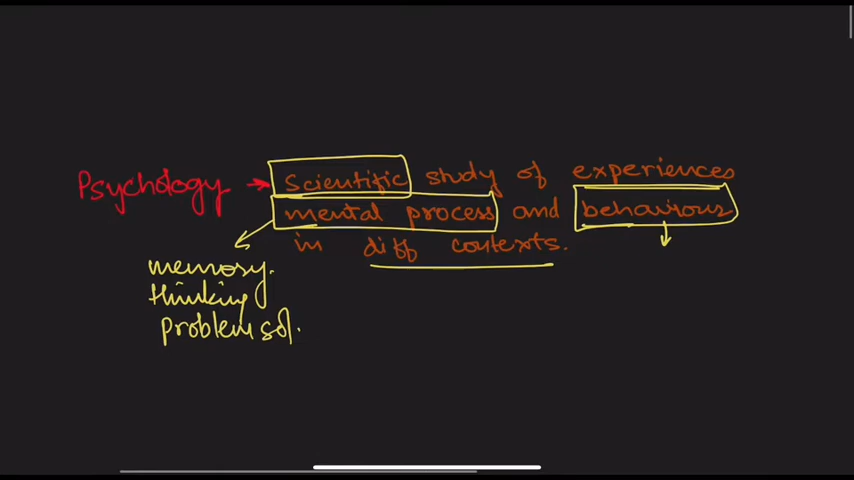 Psychology → Scientific study of experiences
mental process and behaviours
in diff contexts.
memory.
thinking
problem sol.